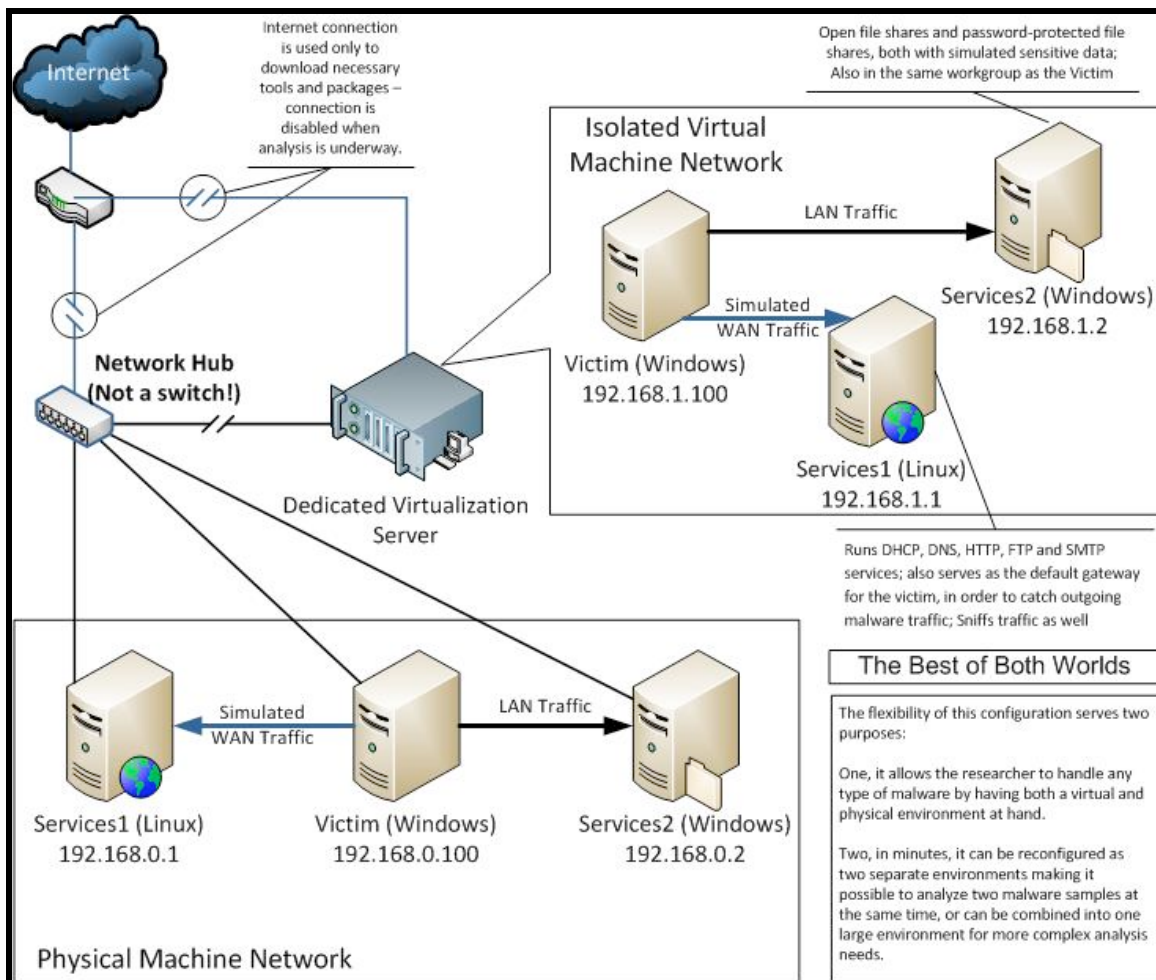 Internet
Internet connection
is used only to
download necessary
tools and packages –
connection is
disabled when
analysis is underway.
Open file shares and password-protected file
shares, both with simulated sensitive data;
Also in the same workgroup as the Victim
Isolated Virtual
Machine Network
LAN Traffic
Services2 (Windows)
192.168.1.2
Simulated
WAN Traffic
Victim (Windows)
192.168.1.100
Services1 (Linux)
192.168.1.1
Network Hub
(Not a switch!)
Dedicated Virtualization
Server
Runs DHCP, DNS, HTTP, FTP and SMTP
services; also serves as the default gateway
for the victim, in order to catch outgoing
malware traffic; Sniffs traffic as well
Simulated
WAN Traffic
LAN Traffic
Services1 (Linux)
192.168.0.1
Victim (Windows)
192.168.0.100
Services2 (Windows)
192.168.0.2
Physical Machine Network
The Best of Both Worlds
The flexibility of this configuration serves two
purposes:
One, it allows the researcher to handle any
type of malware by having both a virtual and
physical environment at hand.
Two, in minutes, it can be reconfigured as
two separate environments making it
possible to analyze two malware samples at
the same time, or can be combined into one
large environment for more complex analysis
needs.